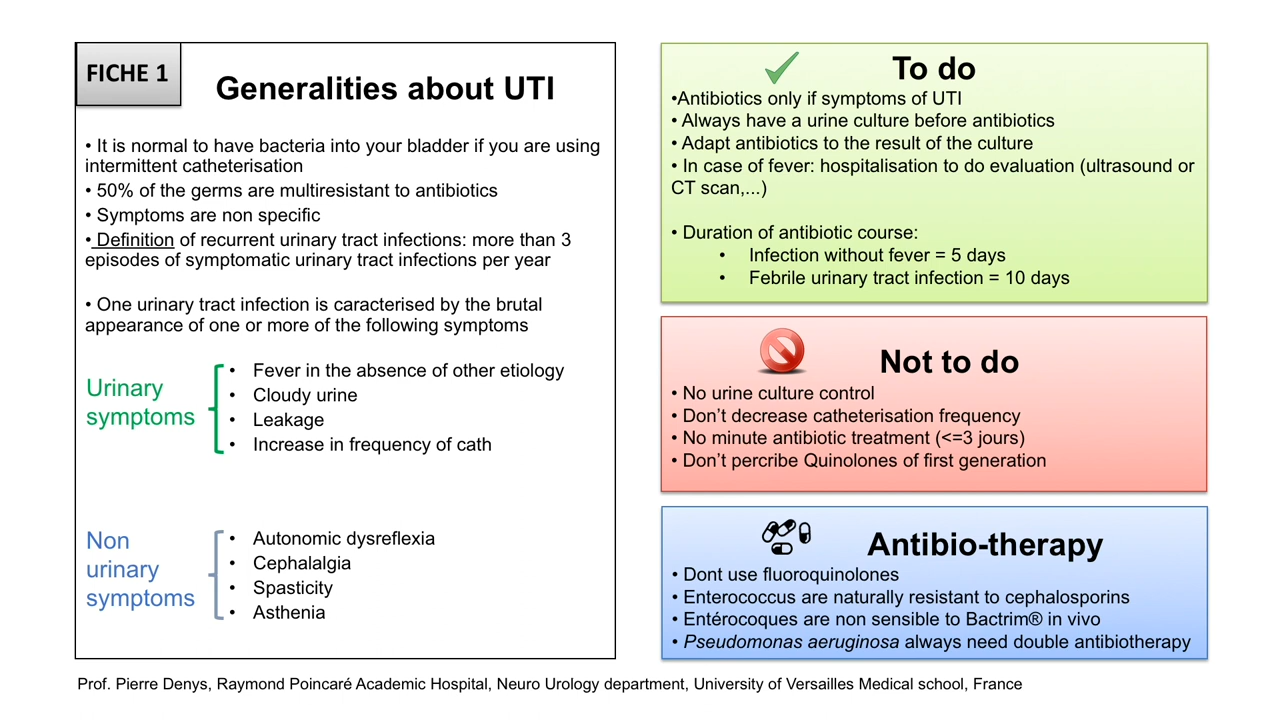 FICHE 1
Generalities about UTI
• It is normal to have bacteria into your bladder if you are using
intermittent catheterisation
• 50% of the germs are multiresistant to antibiotics
• Symptoms are non specific
• Definition of recurrent urinary tract infections: more than 3
episodes of symptomatic urinary tract infections per year
• One urinary tract infection is caracterised by the brutal
appearance of one or more of the following symptoms
Urinary
symptoms
• Fever in the absence of other etiology
• Cloudy urine
• Leakage
• Increase in frequency of cath
Non
urinary
symptoms
• Autonomic dysreflexia
• Cephalalgia
• Spasticity
• Asthenia
To do
•Antibiotics only if symptoms of UTI
• Always have a urine culture before antibiotics
• Adapt antibiotics to the result of the culture
• In case of fever: hospitalisation to do evaluation (ultrasound or
CT scan,...)
• Duration of antibiotic course:
• Infection without fever = 5 days
• Febrile urinary tract infection = 10 days
Not to do
• No urine culture control
• Don’t decrease catheterisation frequency
• No minute antibiotic treatment (<=3 jours)
• Don’t percribe Quinolones of first generation
Antibio-therapy
• Dont use fluoroquinolones
• Enterococcus are naturally resistant to cephalosporins
• Entérocoques are non sensible to Bactrim® in vivo
• Pseudomonas aeruginosa always need double antibiotherapy
Prof. Pierre Denys, Raymond Poincaré Academic Hospital, Neuro Urology department, University of Versailles Medical school, France